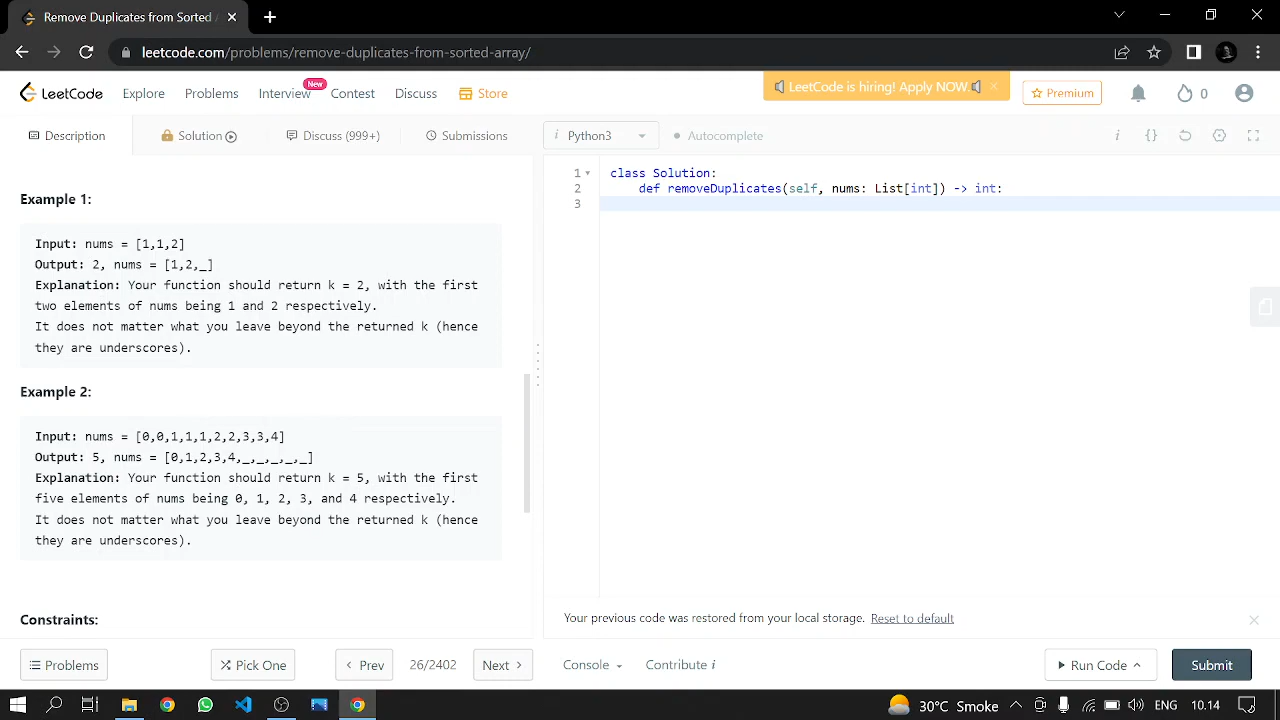 Remove Duplicates from Sorted
leetcode.com/problems/remove-duplicates-from-sorted-array/
LeetCode
Explore
Problems
Interview
New
Contest
Discuss
Store
LeetCode is hiring! Apply NOW.
Premium
0
Description
Solution
Discuss (999+)
Submissions
i Python3
Autocomplete
i
{}
Example 1:
Input: nums = [1,1,2]
Output: 2, nums = [1,2,_]
Explanation: Your function should return k = 2, with the first
two elements of nums being 1 and 2 respectively.
It does not matter what you leave beyond the returned k (hence
they are underscores).
Example 2:
Input: nums = [0,0,1,1,1,2,2,3,3,4]
Output: 5, nums = [0,1,2,3,4,_,_,_,_,_]
Explanation: Your function should return k = 5, with the first
five elements of nums being 0, 1, 2, 3, and 4 respectively.
It does not matter what you leave beyond the returned k (hence
they are underscores).
Constraints:
1 class Solution:
2 def removeDuplicates(self, nums: List[int]) -> int:
3
Your previous code was restored from your local storage. Reset to default
Problems
Pick One
Prev
26/2402
Next
Console
Contribute i
Run Code
Submit
30°C Smoke
ENG
10.14